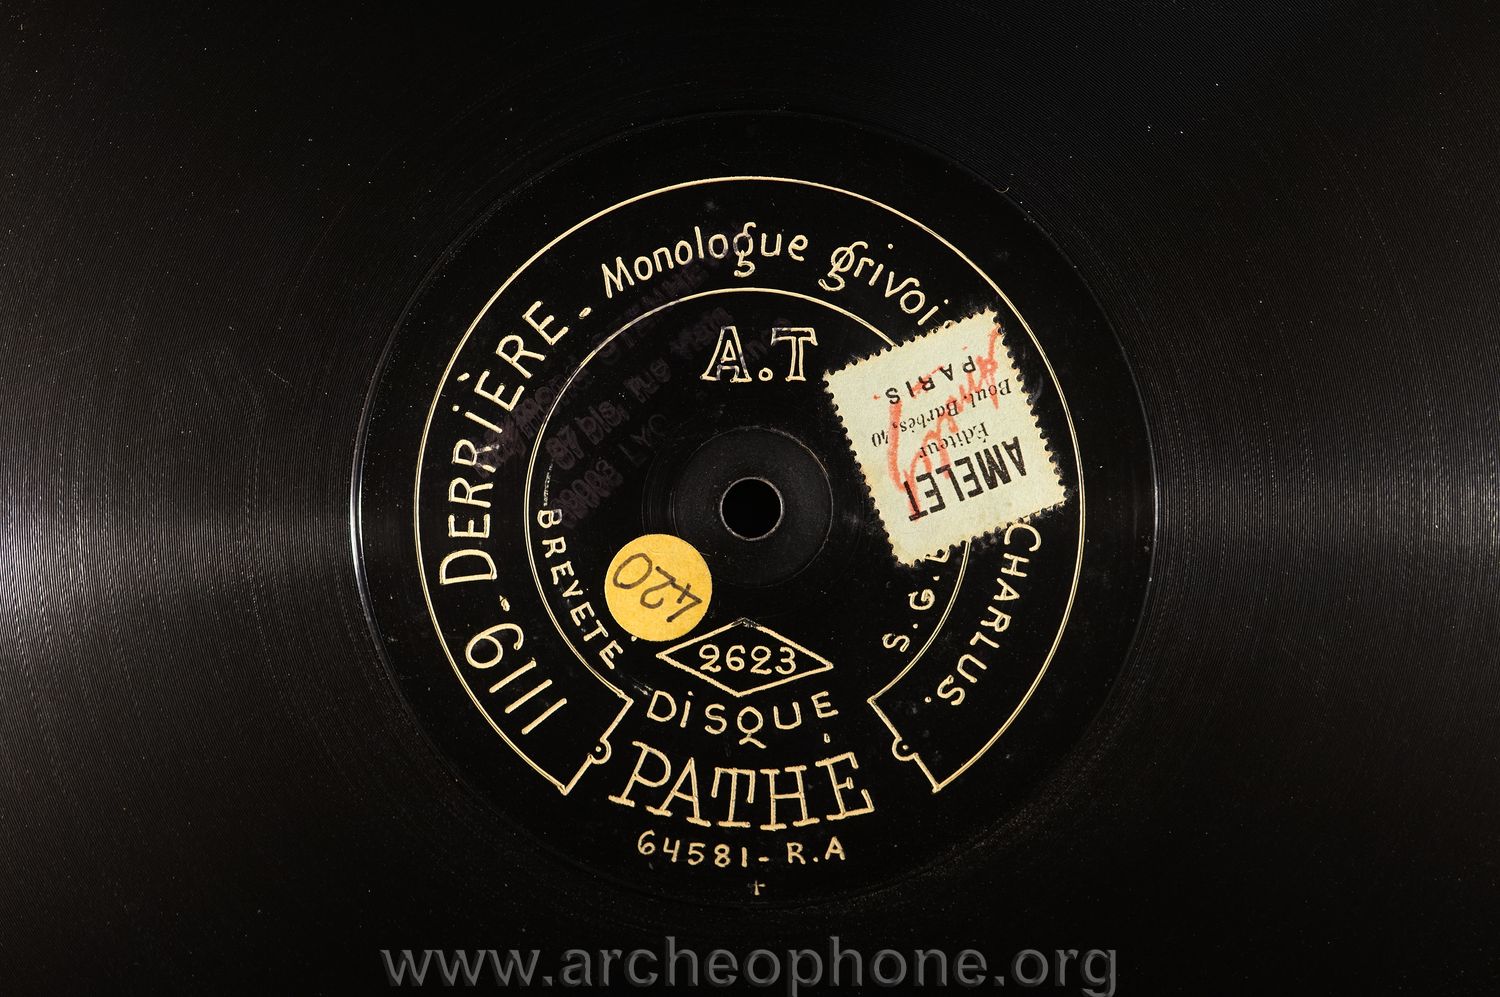 1119 - DERRIÈRE - Monologue grivois
CHARLUS.
A.T
AMELET
Éditeur
Boul. Barbès, 40
PARIS.
BREVETÉ
S.G.
420
2623
DISQUE
PATHÉ
64581 - R.A
www.archeophone.org